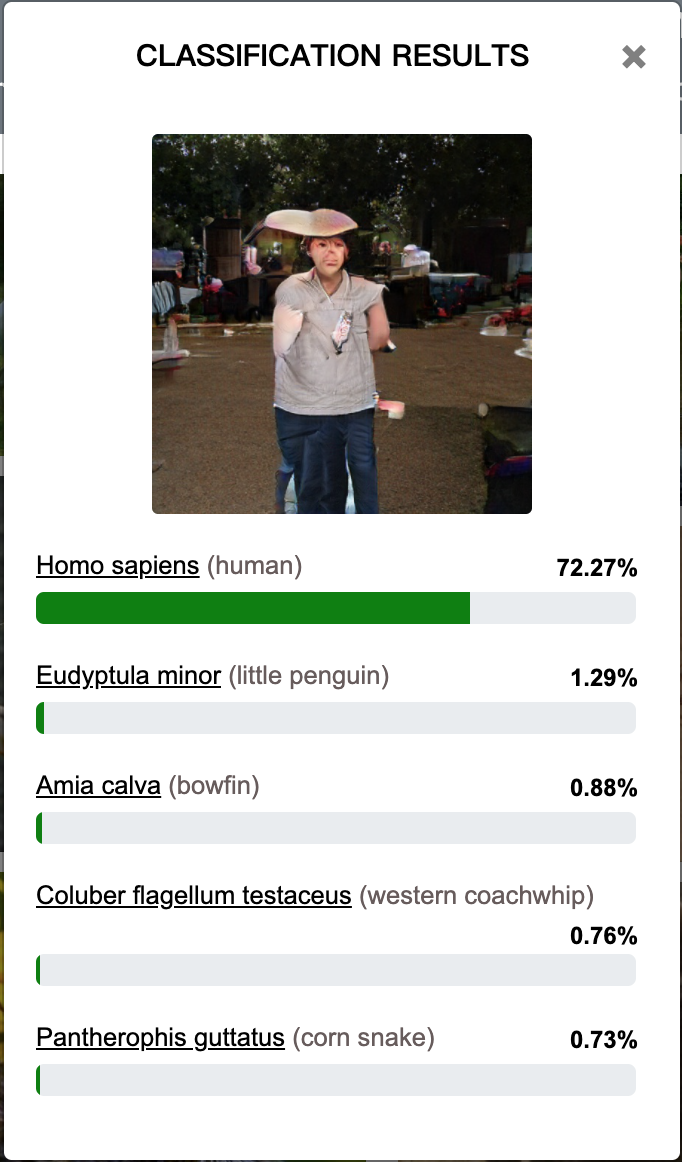 CLASSIFICATION RESULTS
Homo sapiens (human) 72.27%
Eudyptula minor (little penguin) 1.29%
Amia calva (bowfin) 0.88%
Coluber flagellum testaceus (western coachwhip)
0.76%
Pantherophis guttatus (corn snake) 0.73%